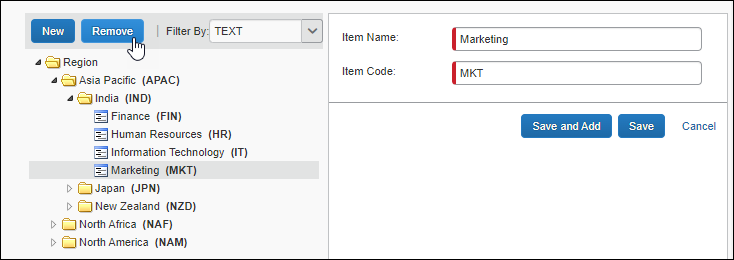 New Remove | Filter By: TEXT
Region
Asia Pacific (APAC)
India (IND)
Finance (FIN)
Human Resources (HR)
Information Technology (IT)
Marketing (MKT)
Japan (JPN)
New Zealand (NZD)
North Africa (NAF)
North America (NAM)
Item Name: Marketing
Item Code: MKT
Save and Add Save Cancel